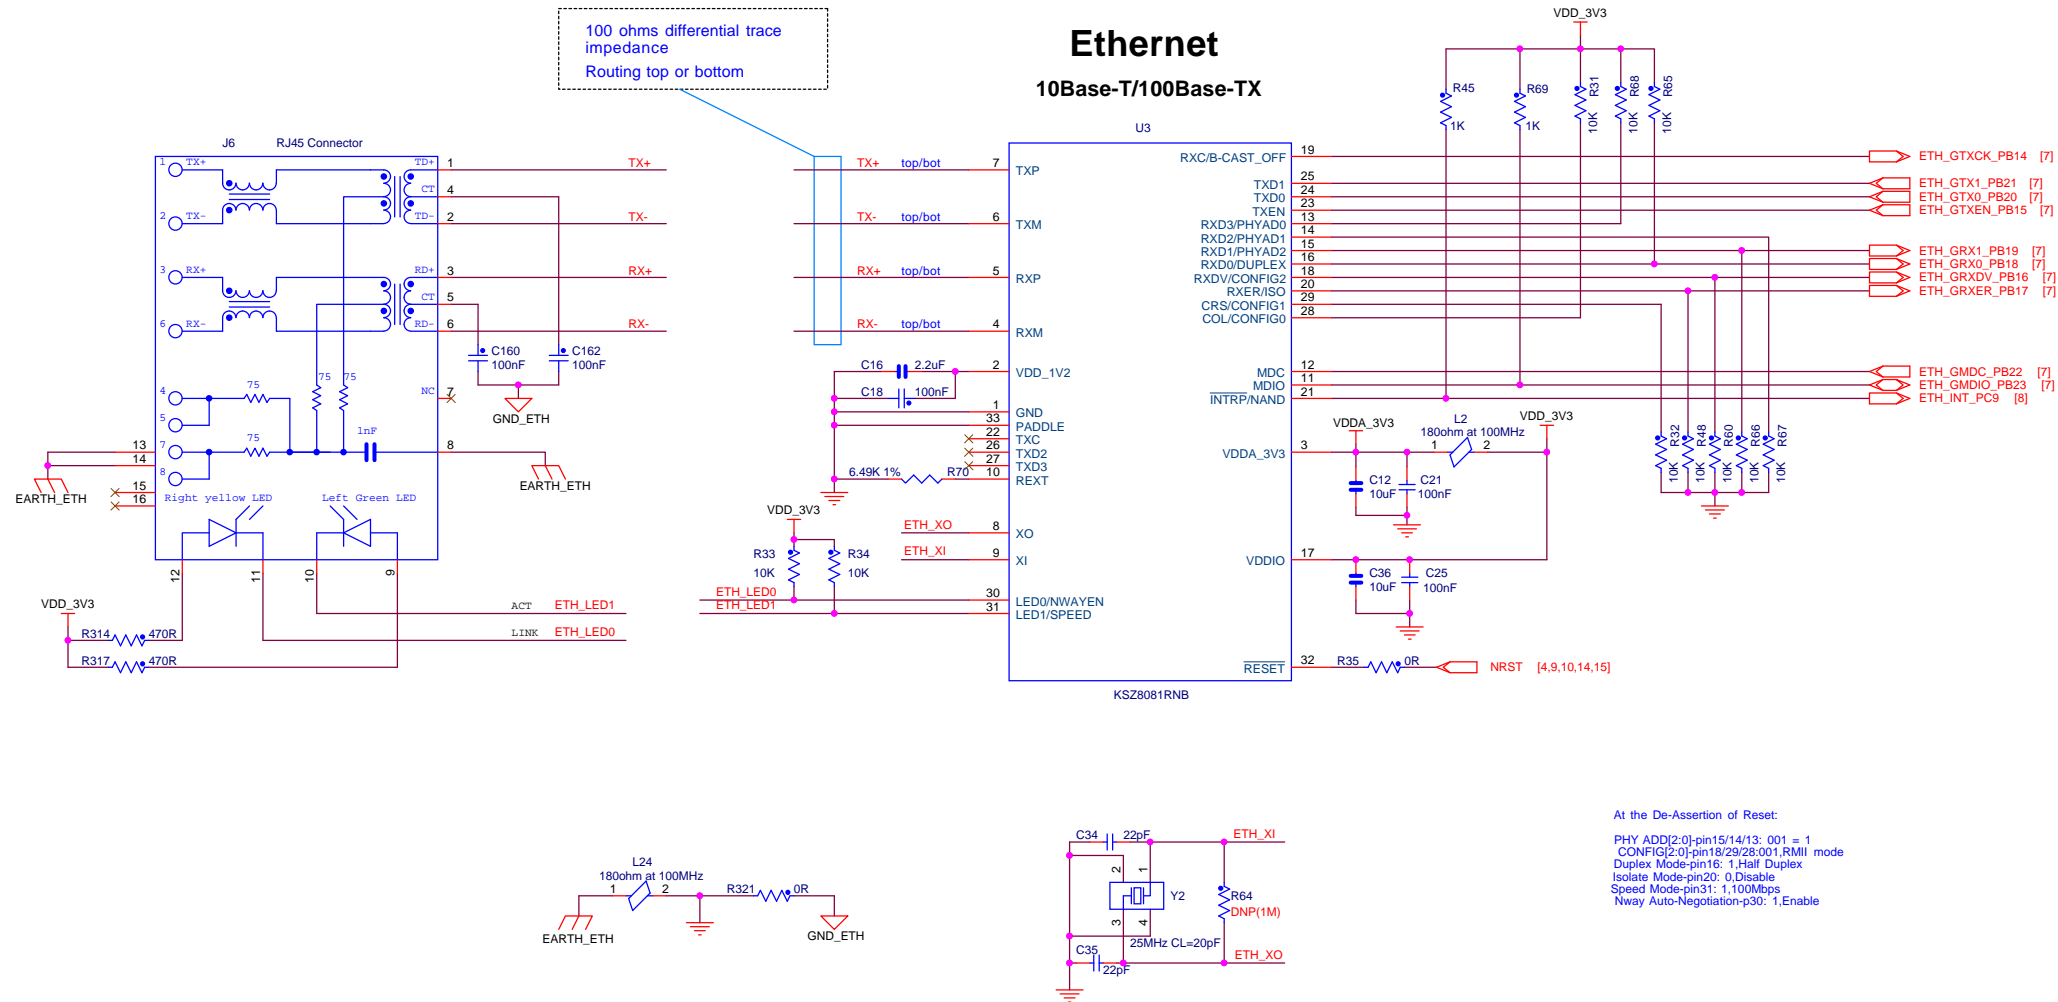 100 ohms differential trace
impedance
Routing top or bottom
Ethernet
10Base-T/100Base-TX
VDD_3V3
R45
1K
R69
1K
R31
10K
R68
10K
R65
10K
J6
RJ45 Connector
1
TX+
TD+
1
CT
4
2
TX-
TD-
2
3
RX+
RD+
3
CT
5
6
RX-
RD-
6
TX+
TX-
RX+
RX-
C160
100nF
C162
100nF
GND_ETH
75
75
4
75
5
7
75
8
1nF
NC
7
8
EARTH_ETH
13
14
15
16
EARTH_ETH
Right yellow LED
Left Green LED
12
11
10
9
VDD_3V3
R314
470R
R317
470R
ACT
ETH_LED1
LINK
ETH_LED0
TX+
top/bot
TX-
top/bot
RX+
top/bot
RX-
top/bot
U3
7
TXP
6
TXM
5
RXP
4
RXM
C16
2.2uF
2
VDD_1V2
C18
100nF
1
GND
33
PADDLE
22
TXC
26
TXD2
27
TXD3
6.49K 1%
R70
10
REXT
VDD_3V3
R33
10K
R34
10K
ETH_XO
8
XO
ETH_XI
9
XI
ETH_LED0
30
LED0/NWAYEN
ETH_LED1
31
LED1/SPEED
RXC/B-CAST_OFF
19
ETH_GTXCK_PB14 [7]
TXD1
25
ETH_GTX1_PB21 [7]
TXD0
24
ETH_GTX0_PB20 [7]
TXEN
23
ETH_GTXEN_PB15 [7]
RXD3/PHYAD0
13
RXD2/PHYAD1
14
RXD1/PHYAD2
15
ETH_GRX1_PB19 [7]
RXD0/DUPLEX
16
ETH_GRX0_PB18 [7]
RXDV/CONFIG2
18
ETH_GRXDV_PB16 [7]
RXER/ISO
20
ETH_GRXER_PB17 [7]
CRS/CONFIG1
29
COL/CONFIG0
28
MDC
12
ETH_GMDC_PB22 [7]
MDIO
11
ETH_GMDIO_PB23 [7]
INTRP/NAND
21
ETH_INT_PC9 [8]
VDDA_3V3
L2
180ohm at 100MHz
1
2
VDD_3V3
VDDA_3V3
3
C12
10uF
C21
100nF
R32
10K
R48
10K
R60
10K
R66
10K
R67
10K
VDDIO
17
C36
10uF
C25
100nF
RESET
32
R35
0R
NRST [4,9,10,14,15]
KSZ8081RNB
L24
180ohm at 100MHz
1
2
EARTH_ETH
R321
0R
GND_ETH
C34
22pF
ETH_XI
2
1
Y2
3
4
R64
DNP(1M)
25MHz CL=20pF
C35
22pF
ETH_XO
At the De-Assertion of Reset:
PHY ADD[2:0]-pin15/14/13: 001 = 1
CONFIG[2:0]-pin18/29/28:001,RMII mode
Duplex Mode-pin16: 1,Half Duplex
Isolate Mode-pin20: 0,Disable
Speed Mode-pin31: 1,100Mbps
Nway Auto-Negotiation-p30: 1,Enable